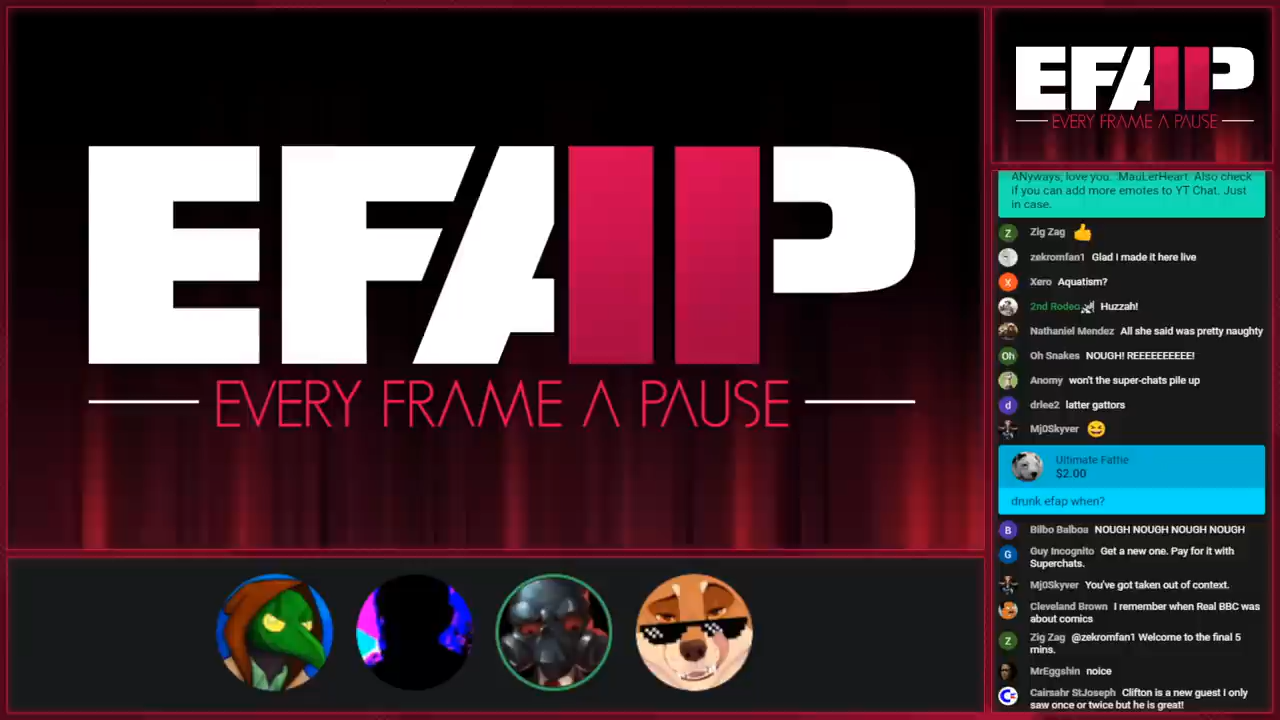 EFAP
EVERY FRAME A PAUSE
EFAP
EVERY FRAME A PAUSE
ANyways, love you. :MauLerHeart Also check
if you can add more emotes to YT Chat. Just
in case.
Z Zig Zag
zekromfan1 Glad I made it here live
X Xero Aquatism?
2nd Rodeo Huzzah!
Nathaniel Mendez All she said was pretty naughty
Oh Oh Snakes NOUGH! REEEEEEEEEE!
Anomy won't the super-chats pile up
d drlee2 latter gattors
Mj0Skyver
Ultimate Fattie
$2.00
drunk efap when?
B Bilbo Balboa NOUGH NOUGH NOUGH NOUGH
G Guy Incognito Get a new one. Pay for it with
Superchats.
Mj0Skyver You've got taken out of context.
Cleveland Brown I remember when Real BBC was
about comics
Z Zig Zag @zekromfan1 Welcome to the final 5
mins.
MrEggshin noice
Cairsahr StJoseph Clifton is a new guest I only
saw once or twice but he is great!